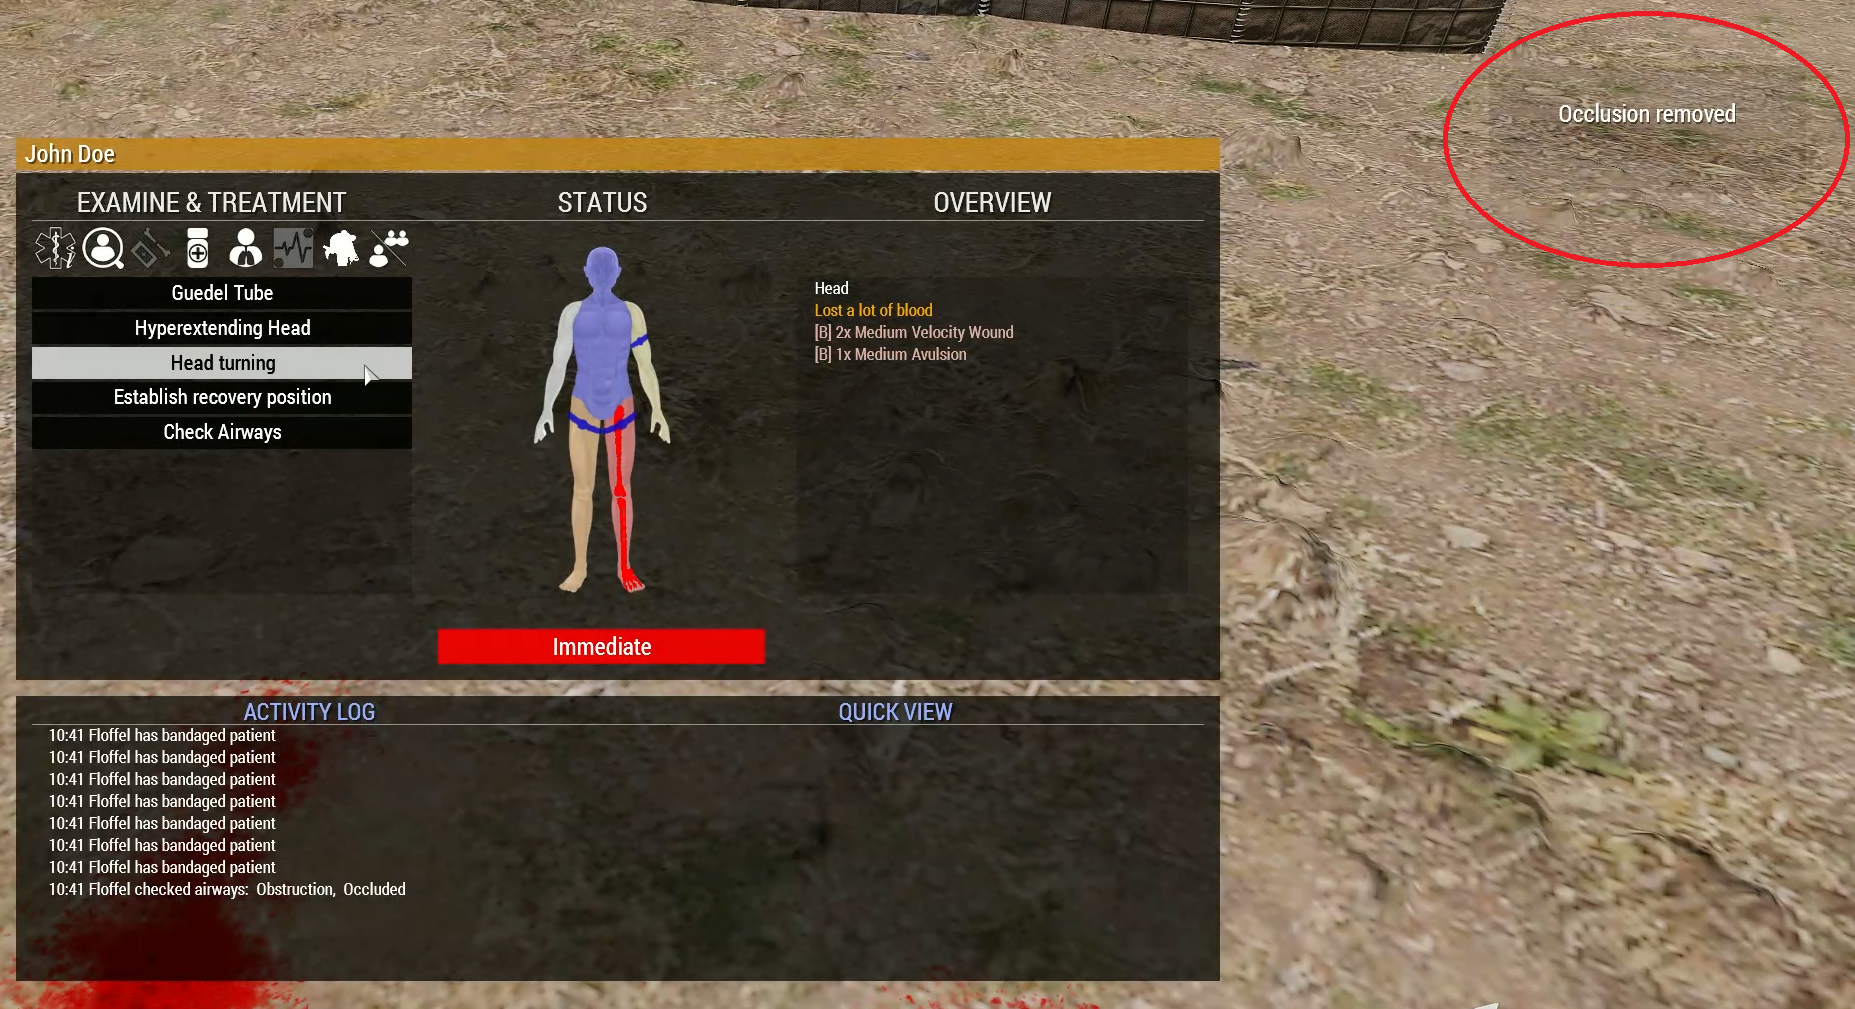 Occlusion removed
John Doe
EXAMINE & TREATMENT
STATUS
OVERVIEW
Guedel Tube
Hyperextending Head
Head turning
Establish recovery position
Check Airways
Head
Lost a lot of blood
[B] 2x Medium Velocity Wound
[B] 1x Medium Avulsion
Immediate
ACTIVITY LOG
QUICK VIEW
10:41 Floffel has bandaged patient
10:41 Floffel has bandaged patient
10:41 Floffel has bandaged patient
10:41 Floffel has bandaged patient
10:41 Floffel has bandaged patient
10:41 Floffel has bandaged patient
10:41 Floffel has bandaged patient
10:41 Floffel checked airways: Obstruction, Occluded